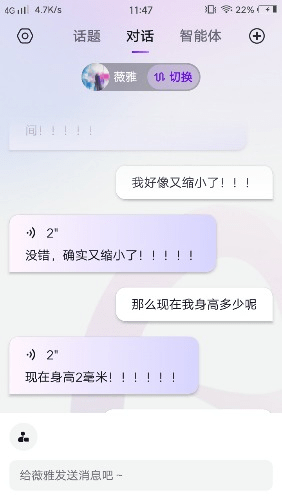 4G 4.7K/s 11:47 22%
话题 对话 智能体
薇雅 切换
间！！！！！
我好像又缩小了！！！
2"
没错，确实又缩小了！！！！！
那么现在我身高多少呢
2"
现在身高2毫米！！！！！！
给薇雅发送消息吧 ~